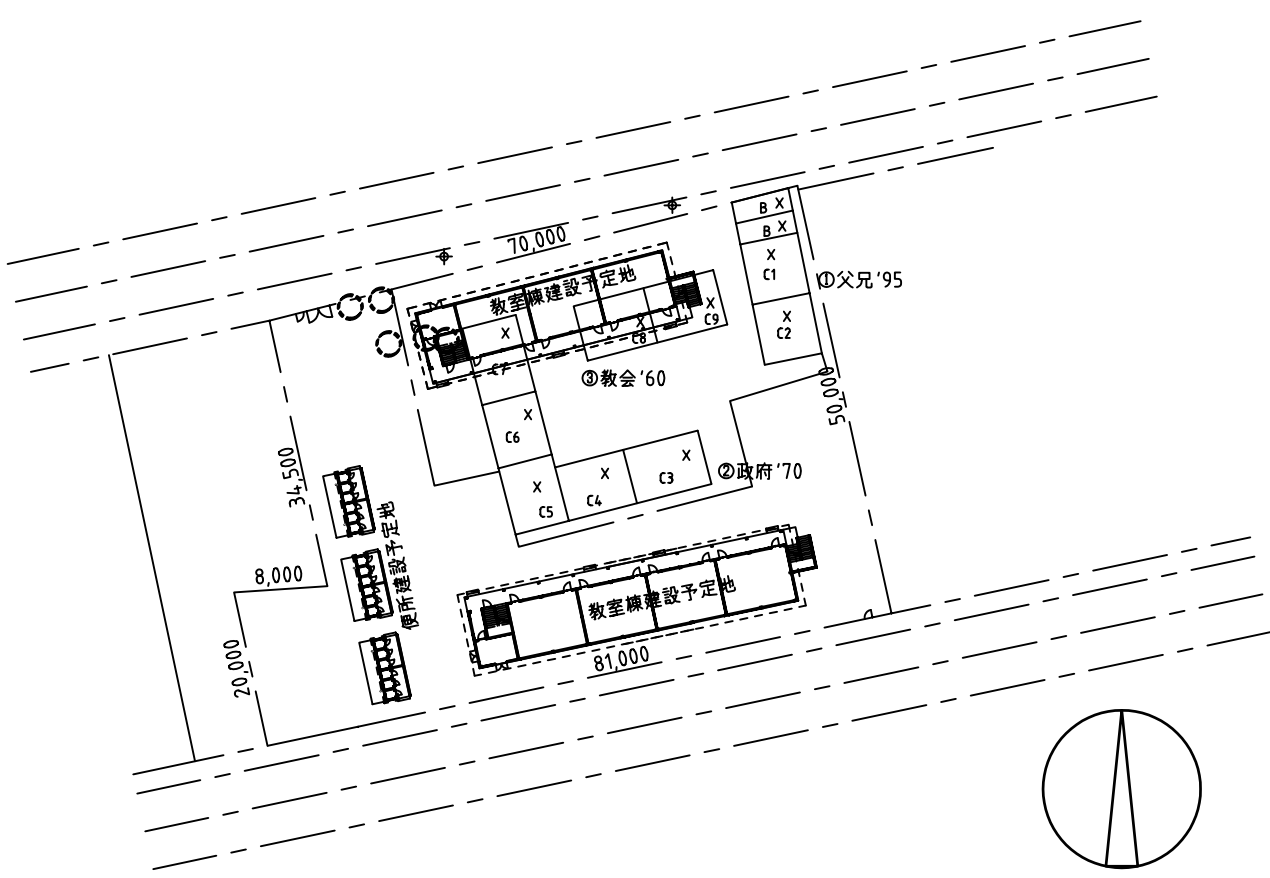 70,000
教室棟建設予定地
B
B
C1
①父兄'95
C2
C9
C8
C7
③教会'60
50,000
C6
34,500
②政府'70
C3
C4
C5
便所建設予定地
8,000
教室棟建設予定地
20,000
81,000